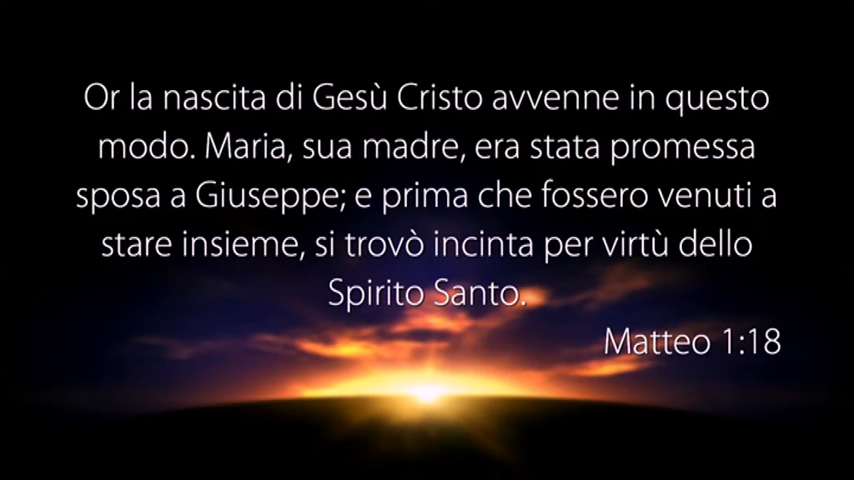 Or la nascita di Gesù Cristo avvenne in questo
modo. Maria, sua madre, era stata promessa
sposa a Giuseppe; e prima che fossero venuti a
stare insieme, si trovò incinta per virtù dello
Spirito Santo.
Matteo 1:18